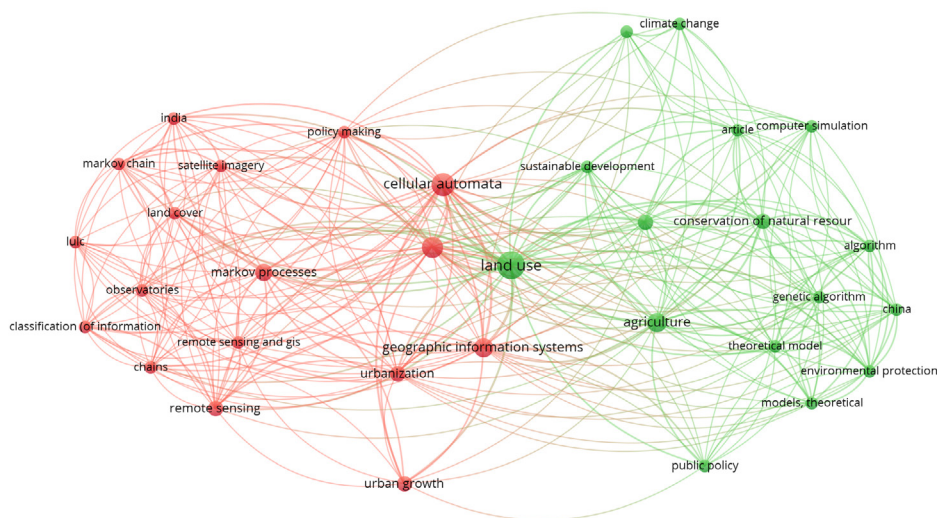 climate change
india
policy making
article
computer simulation
markov chain
satellite imagery
sustainable development
cellular automata
land cover
conservation of natural resour
lulc
algorithm
land use
markov processes
observatories
genetic algorithm
china
agriculture
classification (of information
remote sensing and gis
geographic information systems
theoretical model
chains
urbanization
environmental protection
remote sensing
models, theoretical
public policy
urban growth